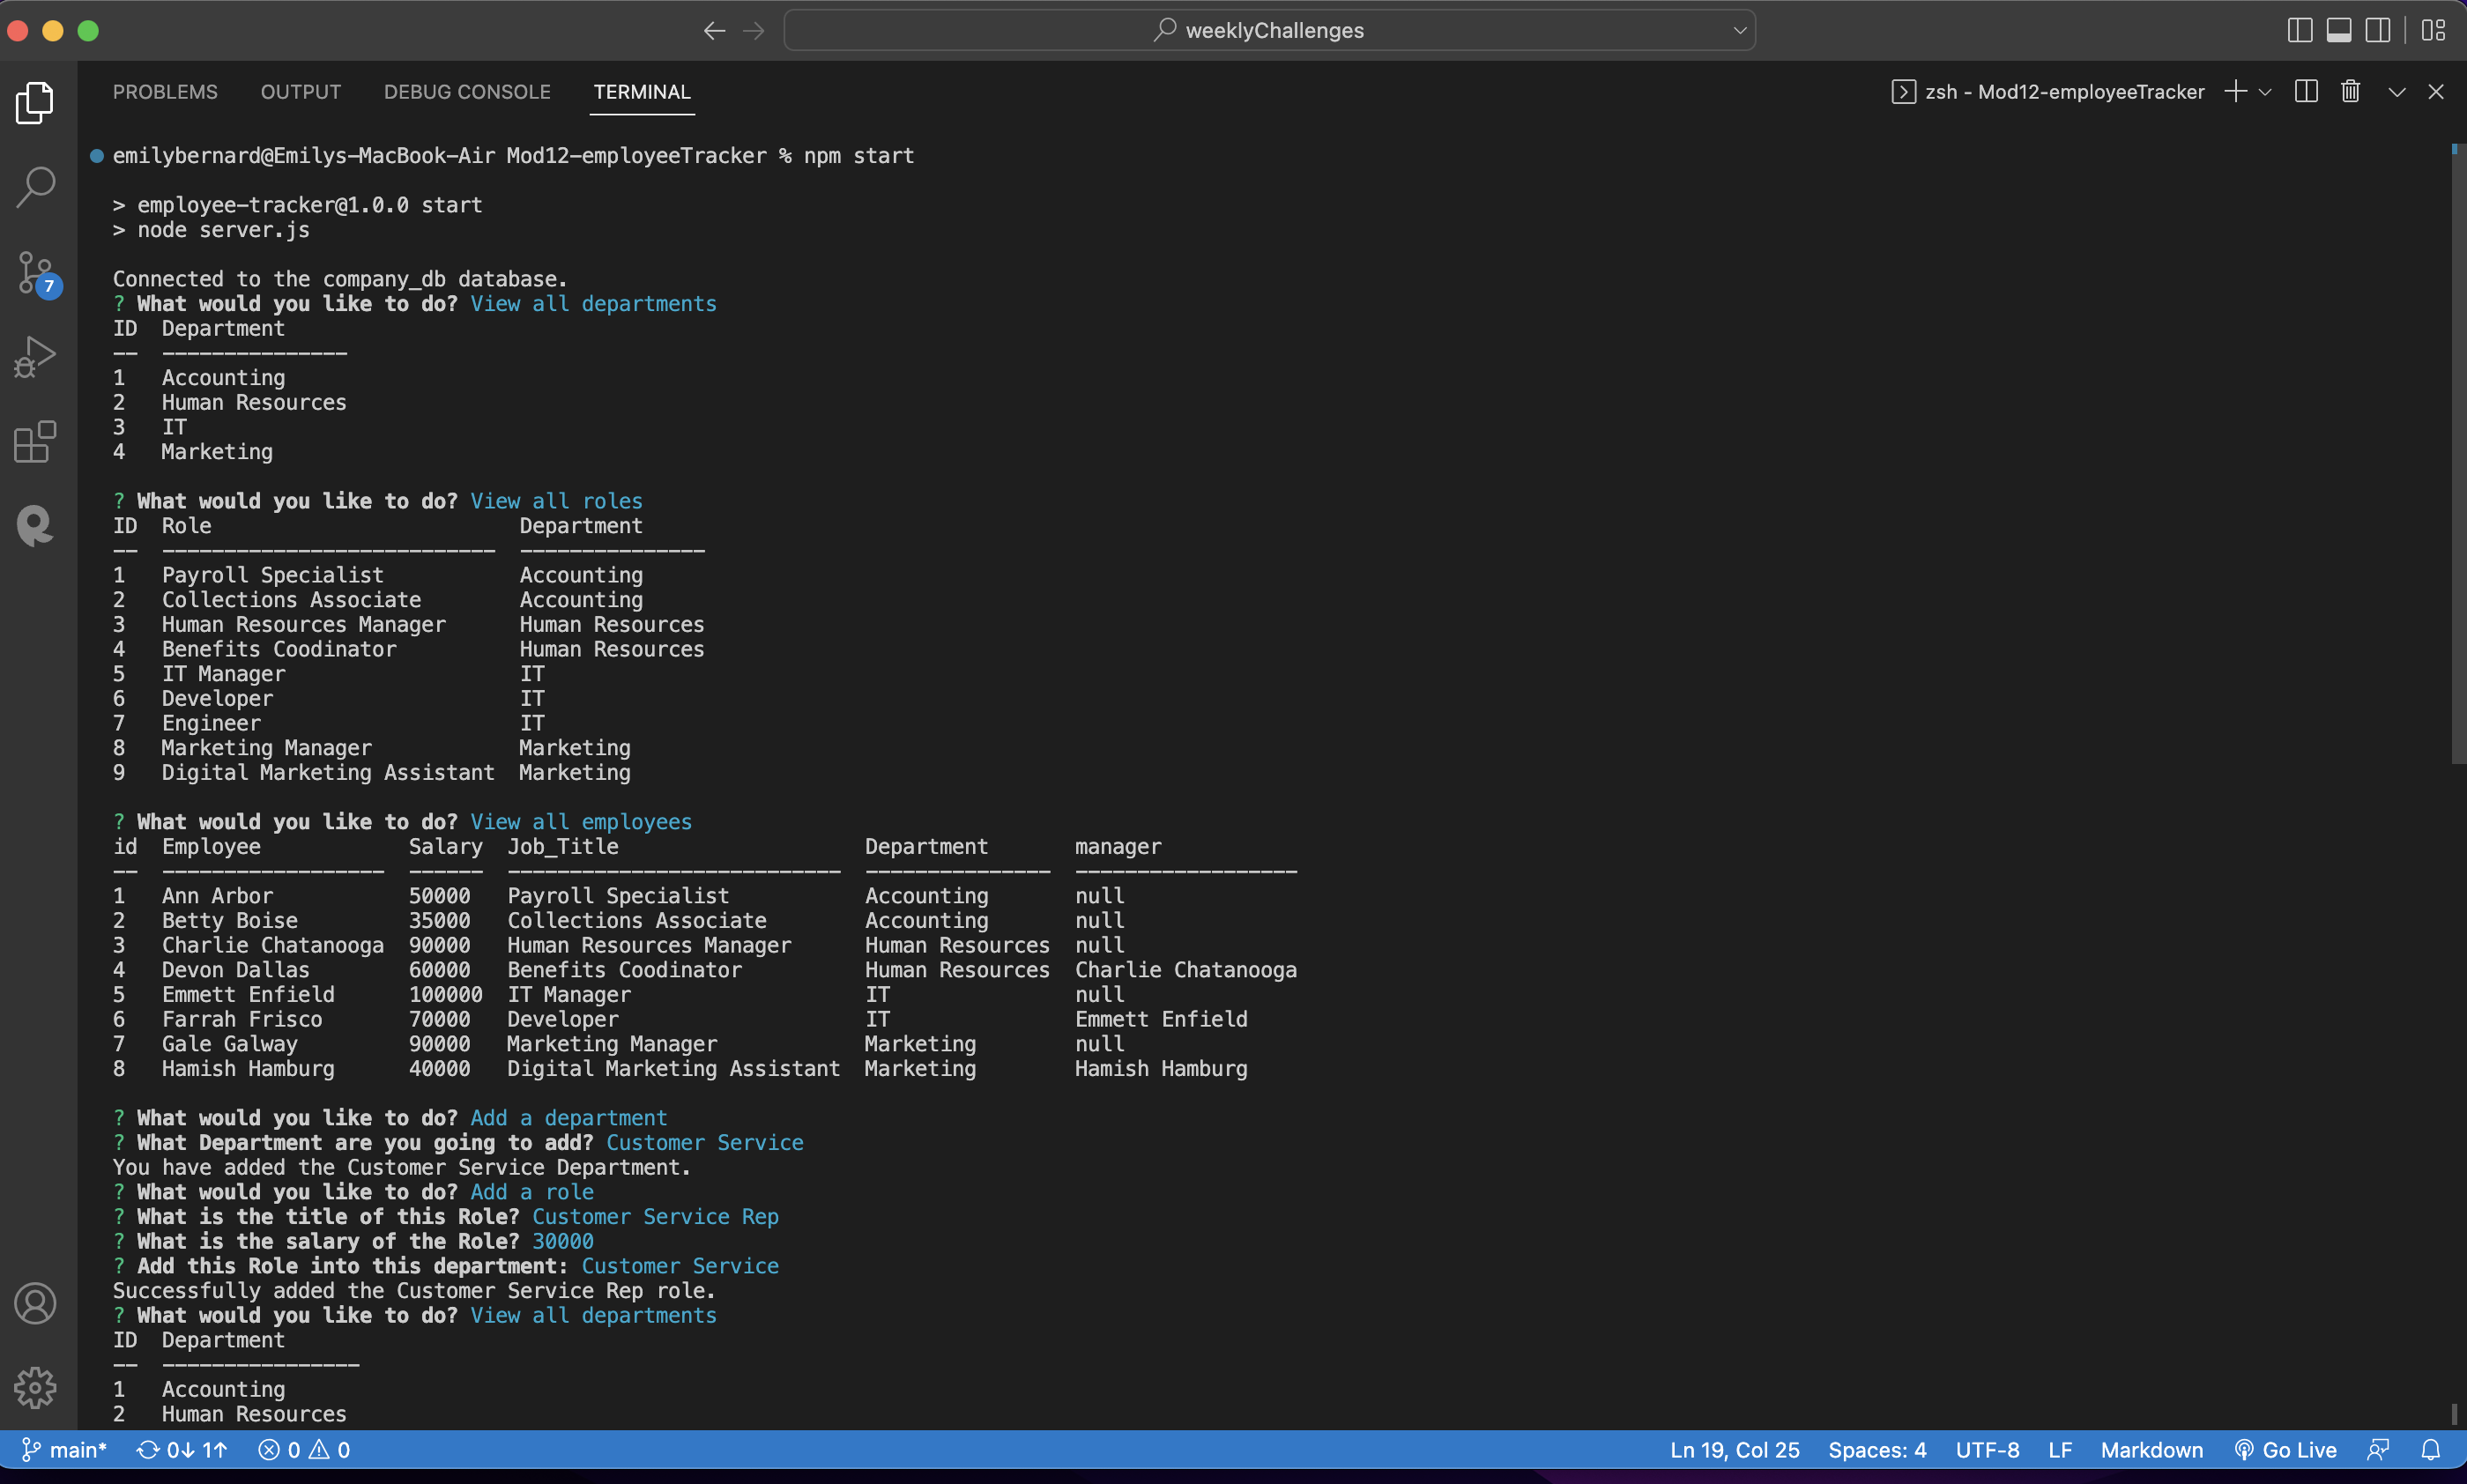 weeklyChallenges
PROBLEMS OUTPUT DEBUG CONSOLE TERMINAL zsh - Mod12-employeeTracker
emilybernard@Emilys-MacBook-Air Mod12-employeeTracker % npm start
> employee-tracker@1.0.0 start
> node server.js
7
Connected to the company_db database.
? What would you like to do? View all departments
ID  Department
--  ---------------
1   Accounting
2   Human Resources
3   IT
4   Marketing
? What would you like to do? View all roles
ID  Role                         Department
--  ---------------------------  ---------------
1   Payroll Specialist           Accounting
2   Collections Associate        Accounting
3   Human Resources Manager      Human Resources
4   Benefits Coodinator          Human Resources
5   IT Manager                   IT
6   Developer                    IT
7   Engineer                     IT
8   Marketing Manager            Marketing
9   Digital Marketing Assistant  Marketing
? What would you like to do? View all employees
id  Employee            Salary  Job_Title                    Department       manager
--  ------------------  ------  ---------------------------  ---------------  ------------------
1   Ann Arbor           50000   Payroll Specialist           Accounting       null
2   Betty Boise         35000   Collections Associate        Accounting       null
3   Charlie Chatanooga  90000   Human Resources Manager      Human Resources  null
4   Devon Dallas        60000   Benefits Coodinator          Human Resources  Charlie Chatanooga
5   Emmett Enfield      100000  IT Manager                   IT               null
6   Farrah Frisco       70000   Developer                    IT               Emmett Enfield
7   Gale Galway         90000   Marketing Manager            Marketing        null
8   Hamish Hamburg      40000   Digital Marketing Assistant  Marketing        Hamish Hamburg
? What would you like to do? Add a department
? What Department are you going to add? Customer Service
You have added the Customer Service Department.
? What would you like to do? Add a role
? What is the title of this Role? Customer Service Rep
? What is the salary of the Role? 30000
? Add this Role into this department: Customer Service
Successfully added the Customer Service Rep role.
? What would you like to do? View all departments
ID  Department
--  ----------------
1   Accounting
2   Human Resources
main* 0↓ 1↑ 0 0 Ln 19, Col 25 Spaces: 4 UTF-8 LF Markdown Go Live